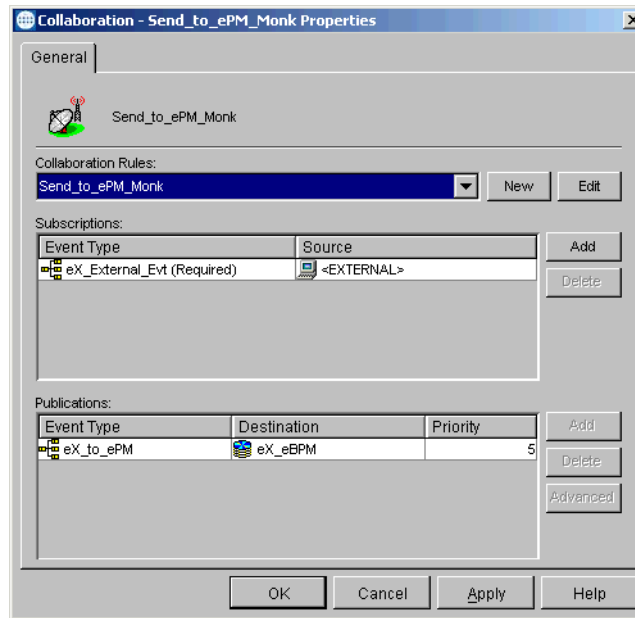 Collaboration - Send_to_ePM_Monk Properties
General
Send_to_ePM_Monk
Collaboration Rules:
Send_to_ePM_Monk New Edit
Subscriptions:
Event Type Source Add
eX_External_Evt (Required) <EXTERNAL>
Delete
Publications:
Event Type Destination Priority Add
eX_to_ePM eX_eBPM 5
Delete
Advanced
OK Cancel Apply Help